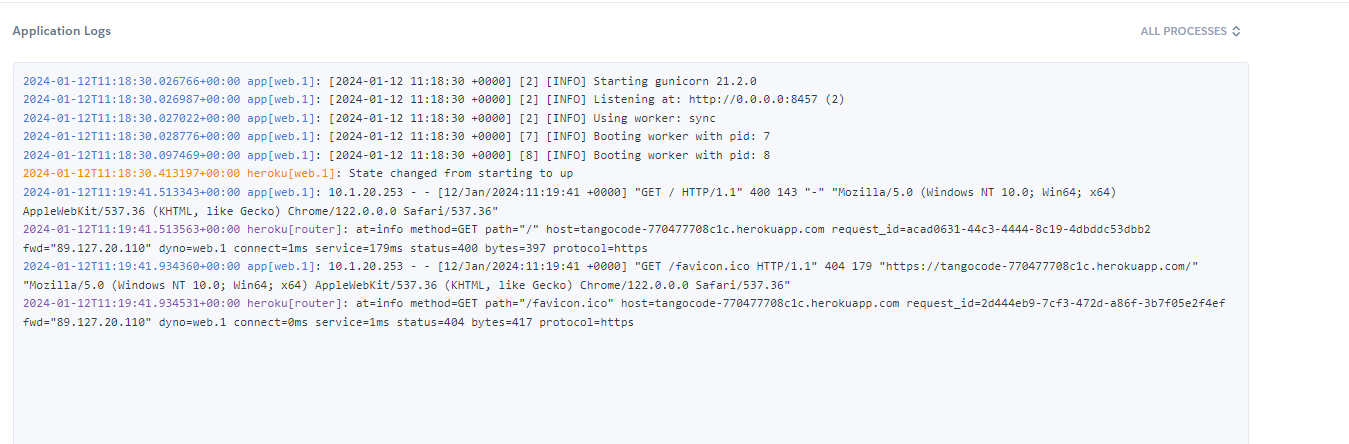 Application Logs
ALL PROCESSES
2024-01-12T11:18:30.026766+00:00 app[web.1]: [2024-01-12 11:18:30 +0000] [2] [INFO] Starting gunicorn 21.2.0
2024-01-12T11:18:30.026987+00:00 app[web.1]: [2024-01-12 11:18:30 +0000] [2] [INFO] Listening at: http://0.0.0.0:8457 (2)
2024-01-12T11:18:30.027022+00:00 app[web.1]: [2024-01-12 11:18:30 +0000] [2] [INFO] Using worker: sync
2024-01-12T11:18:30.028776+00:00 app[web.1]: [2024-01-12 11:18:30 +0000] [7] [INFO] Booting worker with pid: 7
2024-01-12T11:18:30.097469+00:00 app[web.1]: [2024-01-12 11:18:30 +0000] [8] [INFO] Booting worker with pid: 8
2024-01-12T11:18:30.413197+00:00 heroku[web.1]: State changed from starting to up
2024-01-12T11:19:41.513343+00:00 app[web.1]: 10.1.20.253 - - [12/Jan/2024:11:19:41 +0000] "GET / HTTP/1.1" 400 143 "-" "Mozilla/5.0 (Windows NT 10.0; Win64; x64)
AppleWebKit/537.36 (KHTML, like Gecko) Chrome/122.0.0.0 Safari/537.36"
2024-01-12T11:19:41.513563+00:00 heroku[router]: at=info method=GET path="/" host=tangocode-770477708c1c.herokuapp.com request_id=acad0631-44c3-4444-8c19-4dbddc53dbb2
fwd="89.127.20.110" dyno=web.1 connect=1ms service=179ms status=400 bytes=397 protocol=https
2024-01-12T11:19:41.934360+00:00 app[web.1]: 10.1.20.253 - - [12/Jan/2024:11:19:41 +0000] "GET /favicon.ico HTTP/1.1" 404 179 "https://tangocode-770477708c1c.herokuapp.com/"
"Mozilla/5.0 (Windows NT 10.0; Win64; x64) AppleWebKit/537.36 (KHTML, like Gecko) Chrome/122.0.0.0 Safari/537.36"
2024-01-12T11:19:41.934531+00:00 heroku[router]: at=info method=GET path="/favicon.ico" host=tangocode-770477708c1c.herokuapp.com request_id=2d444eb9-7cf3-472d-a86f-3b7f05e2f4ef
fwd="89.127.20.110" dyno=web.1 connect=0ms service=1ms status=404 bytes=417 protocol=https